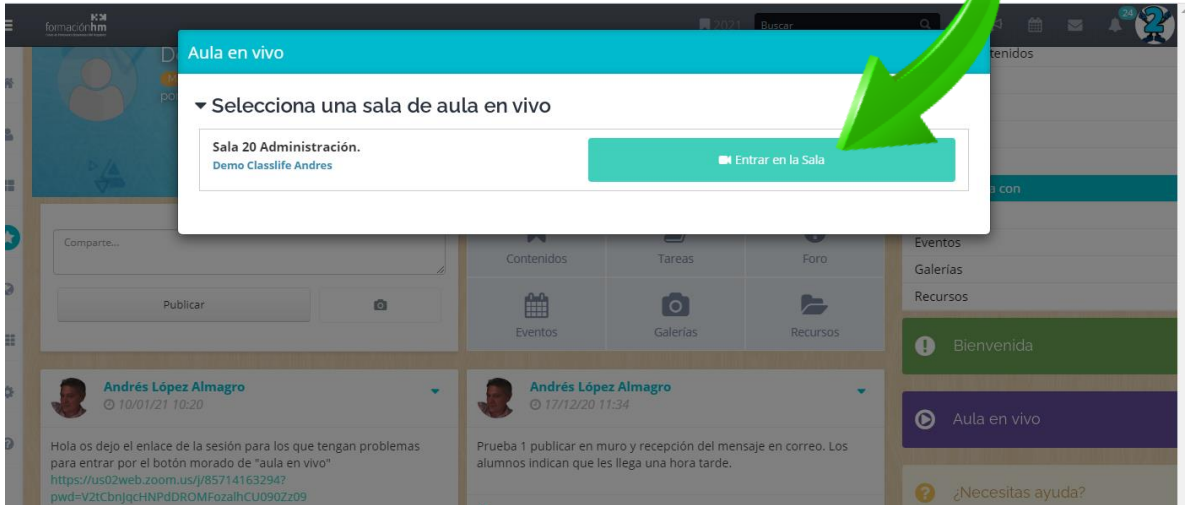 formaciónhm
2021
Buscar
24
Aula en vivo
Selecciona una sala de aula en vivo
Sala 20 Administración.
Demo Classlife Andres
Entrar en la Sala
con
Comparte...
Publicar
Contenidos
Tareas
Foro
Eventos
Galerías
Recursos
Eventos
Galerías
Recursos
Bienvenida
Aula en vivo
¿Necesitas ayuda?
Andrés López Almagro
10/01/21 10:20
Hola os dejo el enlace de la sesión para los que tengan problemas
para entrar por el botón morado de "aula en vivo"
https://us02web.zoom.us/j/85714163294?
pwd=V2tCbnJqcHNPdDROMFozalhCU090Zz09
Andrés López Almagro
17/12/20 11:34
Prueba 1 publicar en muro y recepción del mensaje en correo. Los
alumnos indican que les llega una hora tarde.